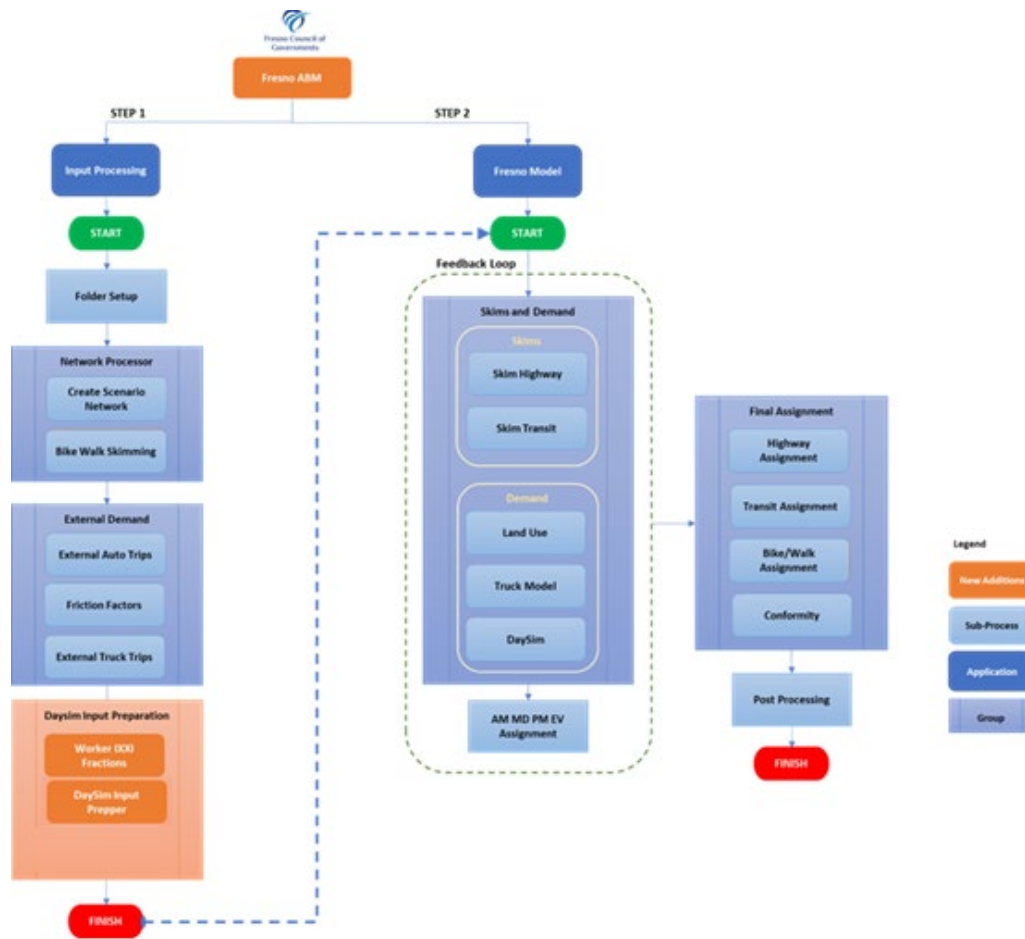 Fresno Council of
Governments
Fresno ABM
STEP 1
STEP 2
Input Processing
Fresno Model
START
START
Feedback Loop
Folder Setup
Skims and Demand
Skims
Skim Highway
Skim Transit
Network Processor
Create Scenario
Network
Bike Walk Skimming
Final Assignment
Highway
Assignment
Transit Assignment
Bike/Walk
Assignment
Conformity
Demand
Land Use
Truck Model
DaySim
External Demand
External Auto Trips
Friction Factors
External Truck Trips
Legend
New Additions
Sub-Process
Application
Group
Daysim Input Preparation
Worker IXXI
Fractions
DaySim Input
Prepper
AM MD PM EV
Assignment
Post Processing
FINISH
FINISH